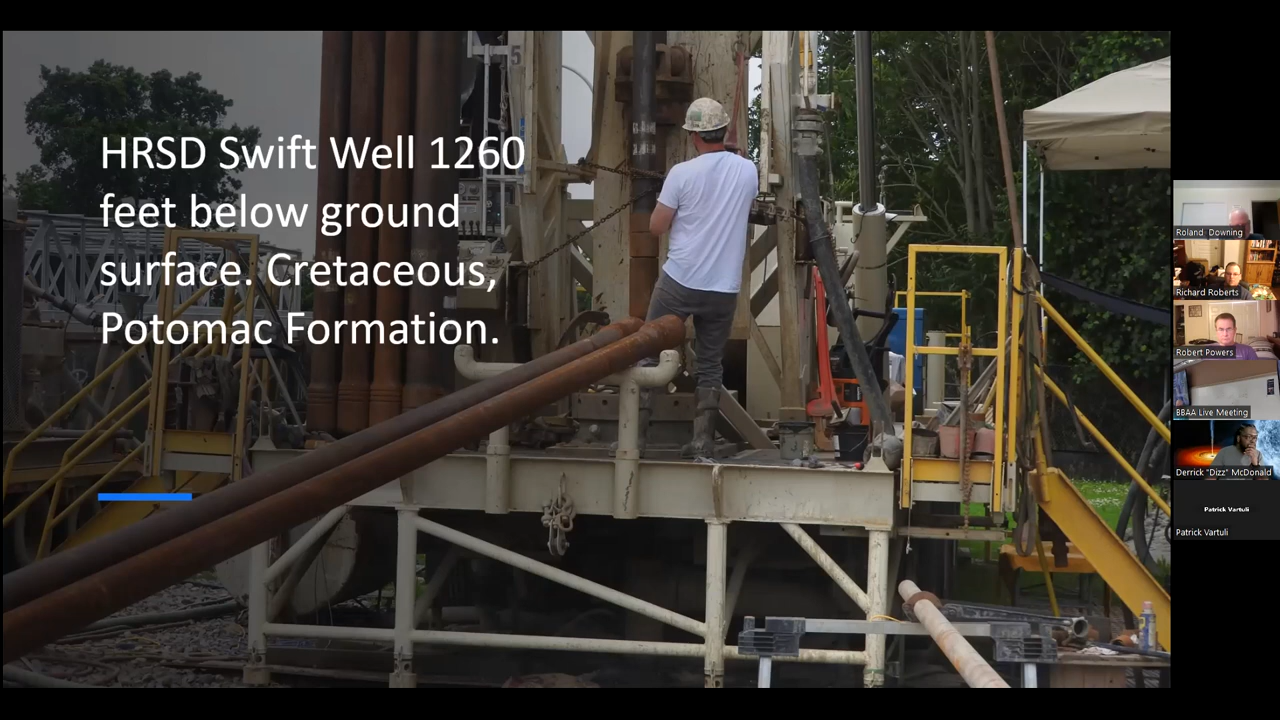 HRSD Swift Well 1260
feet below ground
surface. Cretaceous,
Potomac Formation.
5
Roland Downing
Richard Roberts
Robert Powers
BBAA Live Meeting
Derrick "Dizz" McDonald
Patrick Vartuli
Patrick Vartuli